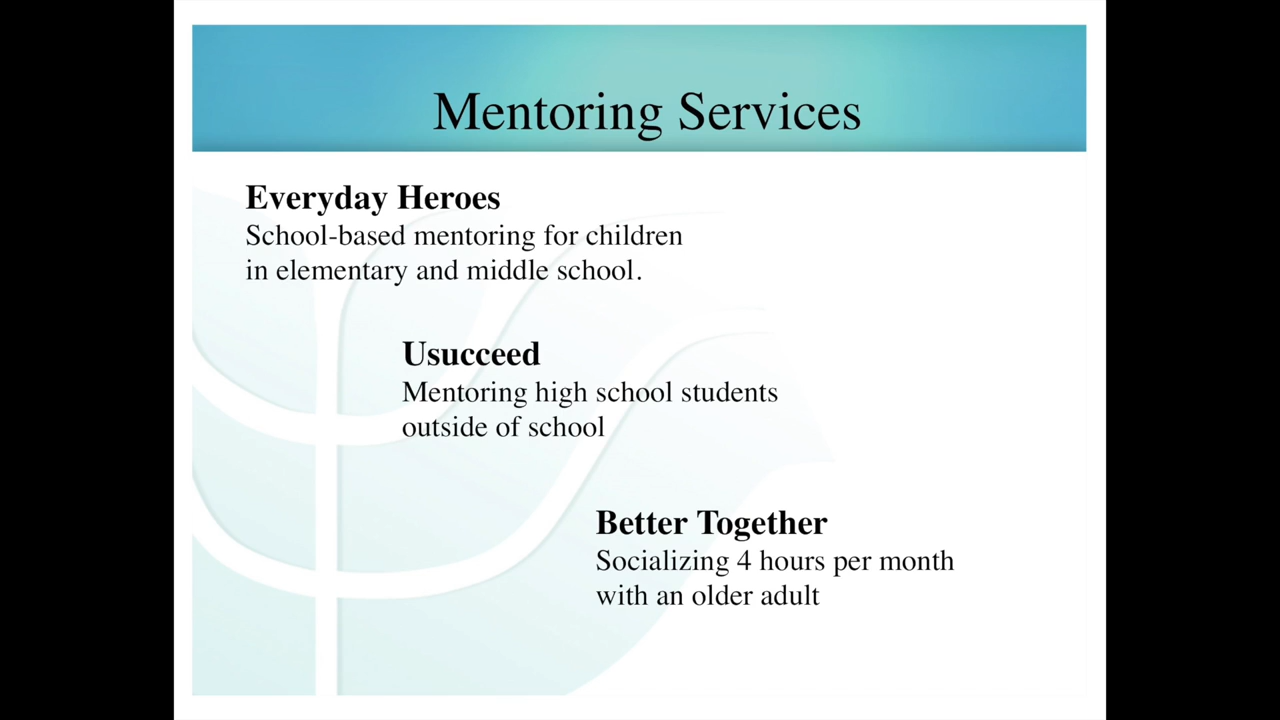 Mentoring Services
Everyday Heroes
School-based mentoring for children
in elementary and middle school.
Usucceed
Mentoring high school students
outside of school
Better Together
Socializing 4 hours per month
with an older adult